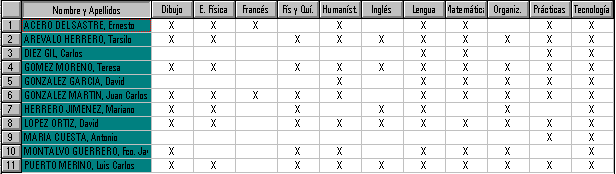 Nombre y Apellidos Dibujo E. Física Francés Fís y Quí. Humaníst. Inglés Lengua Matemática Organiz. Prácticas Tecnología
1 ACERO DELSASTRE, Ernesto X X X X X X X X
2 AREVALO HERRERO, Tarsilo X X X X X X X X X X
3 DIEZ GIL, Carlos X X X X
4 GOMEZ MORENO, Teresa X X X X X X X X X X
5 GONZALEZ GARCIA, David X X X X X
6 GONZALEZ MARTIN, Juan Carlos X X X X X X X X X X X
7 HERRERO JIMENEZ, Mariano X X X X X X X
8 LOPEZ ORTIZ, David X X X X X X X X X X
9 MARIA CUESTA, Antonio X X
10 MONTALVO GUERRERO, Fco. Jav X X X X X X X X
11 PUERTO MERINO, Luis Carlos X X X X X X X X X X